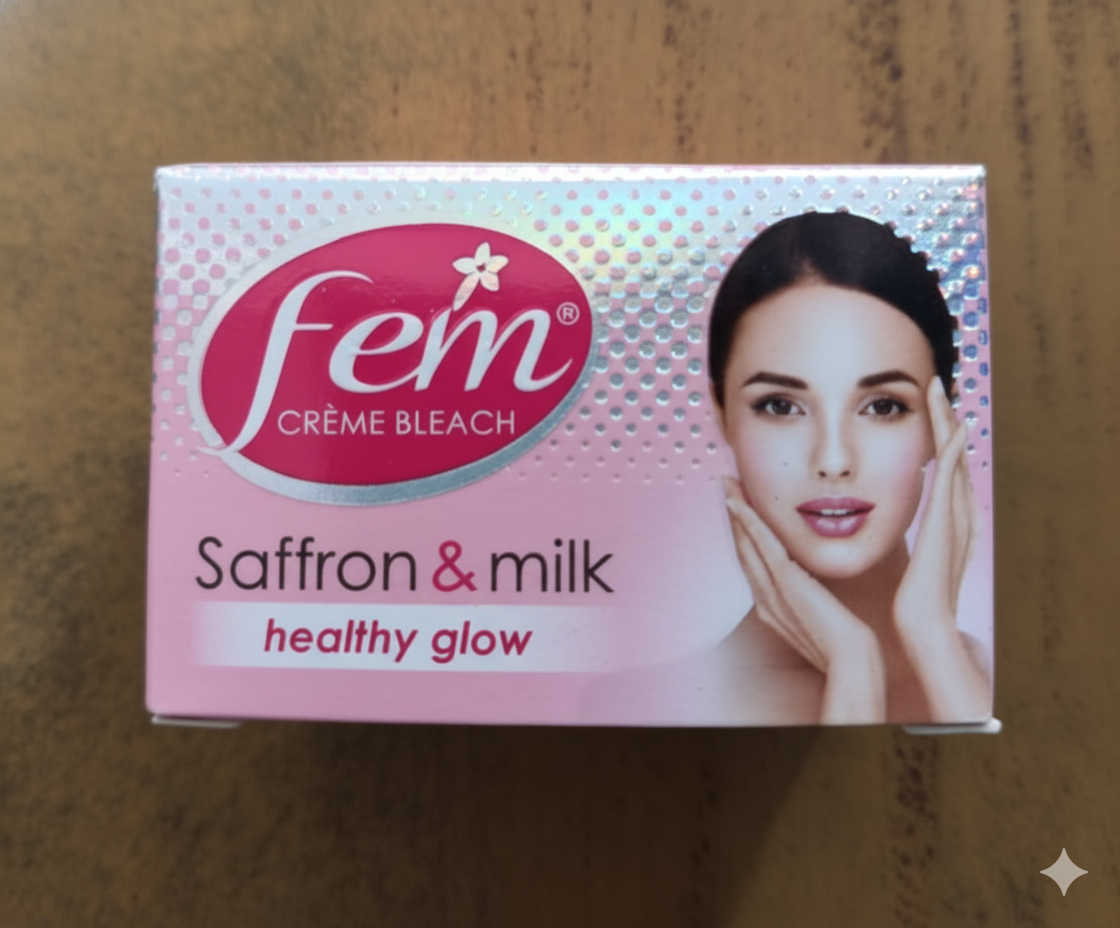 fem®
CRÈME BLEACH
Saffron & milk
healthy glow